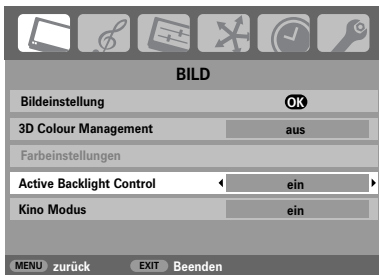 BILD
Bildeinstellung OK
3D Colour Management aus
Farbeinstellungen
Active Backlight Control ein
Kino Modus ein
MENU zurück EXIT Beenden